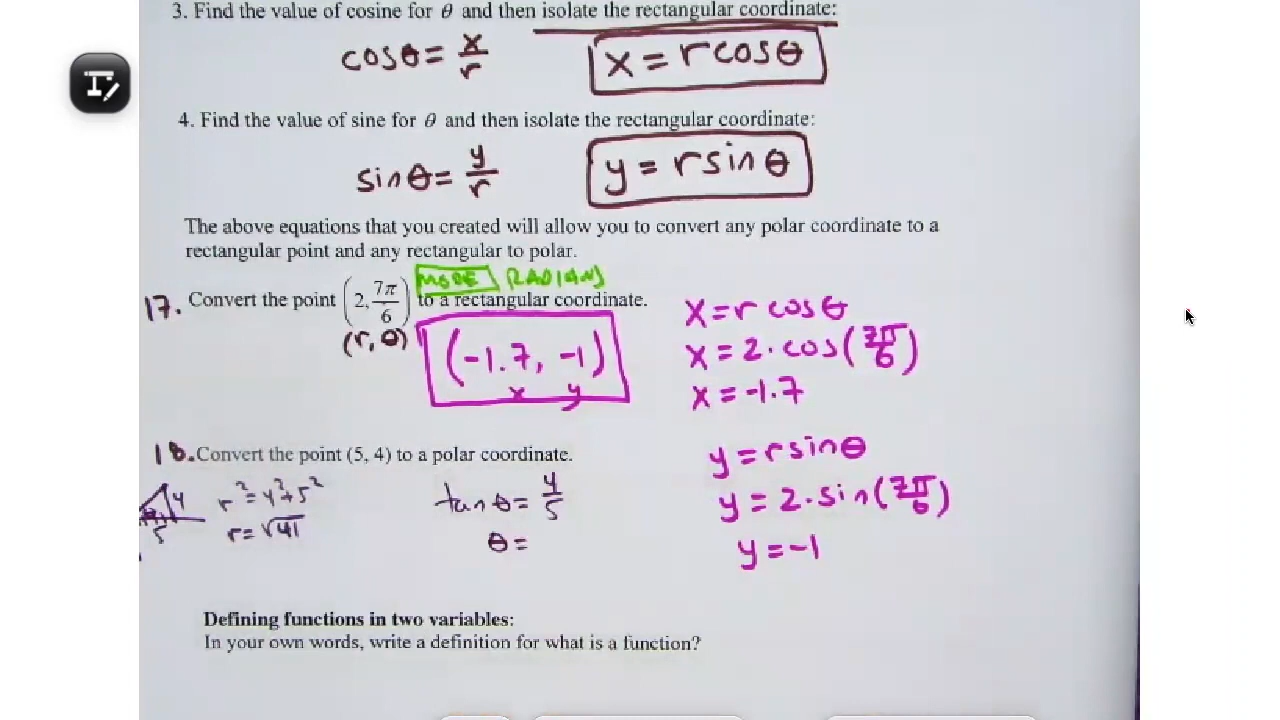 3. Find the value of cosine for θ and then isolate the rectangular coordinate:
cosθ = x/r
x = rcosθ
4. Find the value of sine for θ and then isolate the rectangular coordinate:
sinθ = y/r
y = rsinθ
The above equations that you created will allow you to convert any polar coordinate to a
rectangular point and any rectangular to polar.
MODE RADIAN
17. Convert the point (2, 7π/6) to a rectangular coordinate.
(r, θ)
(-1.7, -1)
x y
x = r cosθ
x = 2·cos(7π/6)
x = -1.7
y = rsinθ
y = 2·sin(7π/6)
y = -1
18. Convert the point (5, 4) to a polar coordinate.
4
5
r² = 4² + 5²
r = √41
tanθ = 4/5
θ =
Defining functions in two variables:
In your own words, write a definition for what is a function?